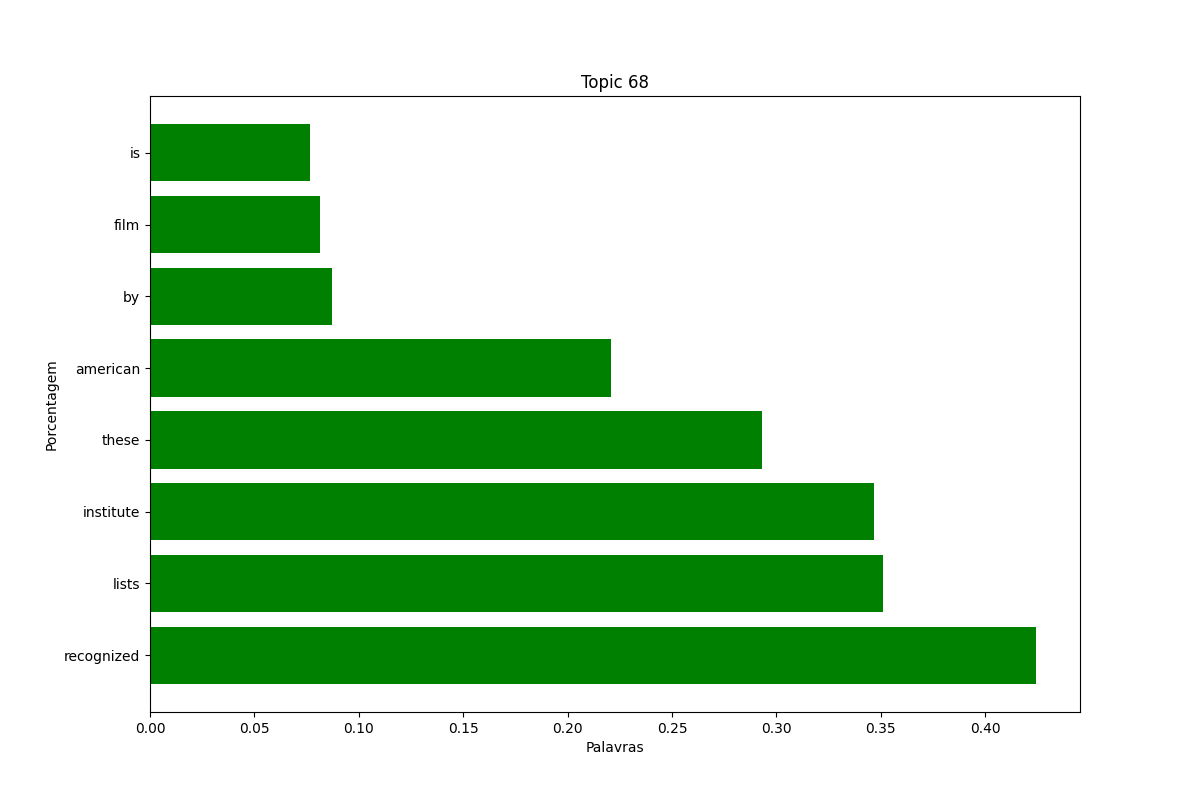 Topic 68
is
film
by
american
these
institute
lists
recognized
Porcentagem
0.00 0.05 0.10 0.15 0.20 0.25 0.30 0.35 0.40
Palavras